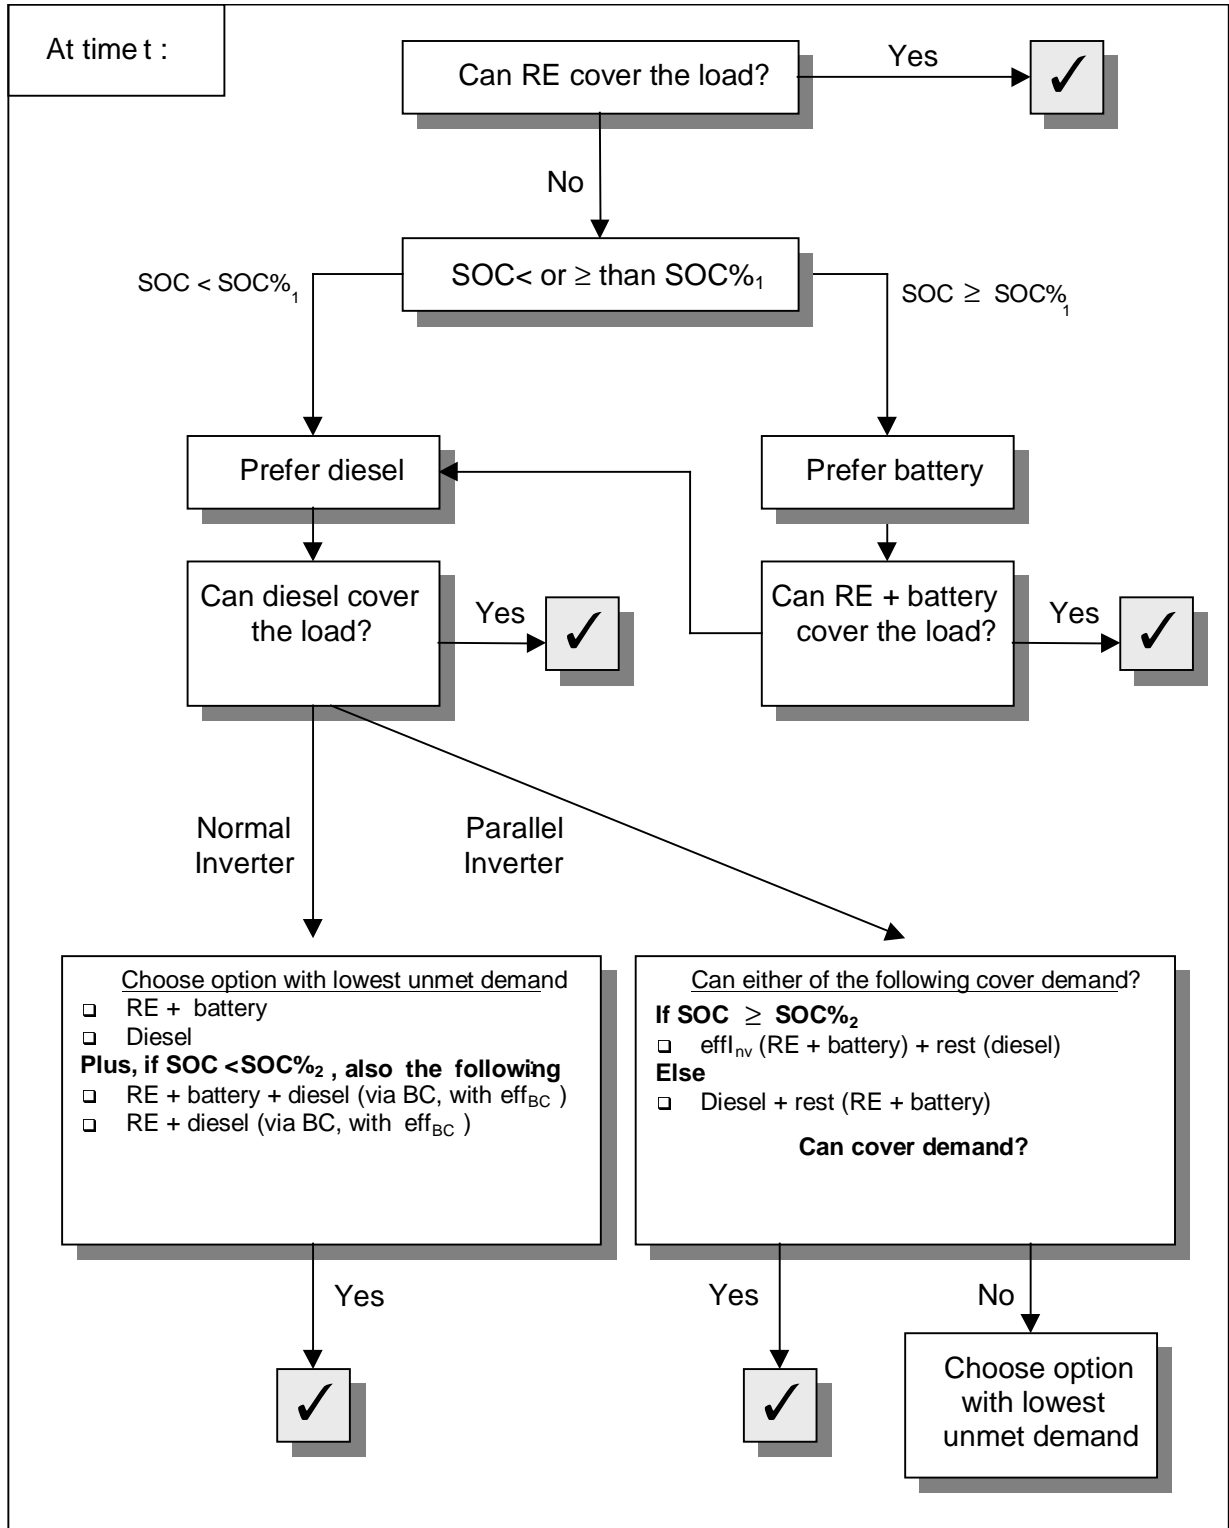 At time t :
Can RE cover the load?
Yes
✓
No
SOC< or ≥ than SOC%₁
SOC < SOC%₁
SOC ≥ SOC%₁
Prefer diesel
Prefer battery
Can diesel cover
the load?
Yes
✓
Can RE + battery
cover the load?
Yes
✓
Normal
Inverter
Parallel
Inverter
Choose option with lowest unmet demand
❑ RE + battery
❑ Diesel
Plus, if SOC <SOC%₂ , also the following:
❑ RE + battery + diesel (via BC, with eff_BC )
❑ RE + diesel (via BC, with eff_BC )
Can either of the following cover demand?
If SOC ≥ SOC%₂
❑ effI_nv (RE + battery) + rest (diesel)
Else
❑ Diesel + rest (RE + battery)
Can cover demand?
Yes
✓
Yes
✓
No
Choose option
with lowest
unmet demand